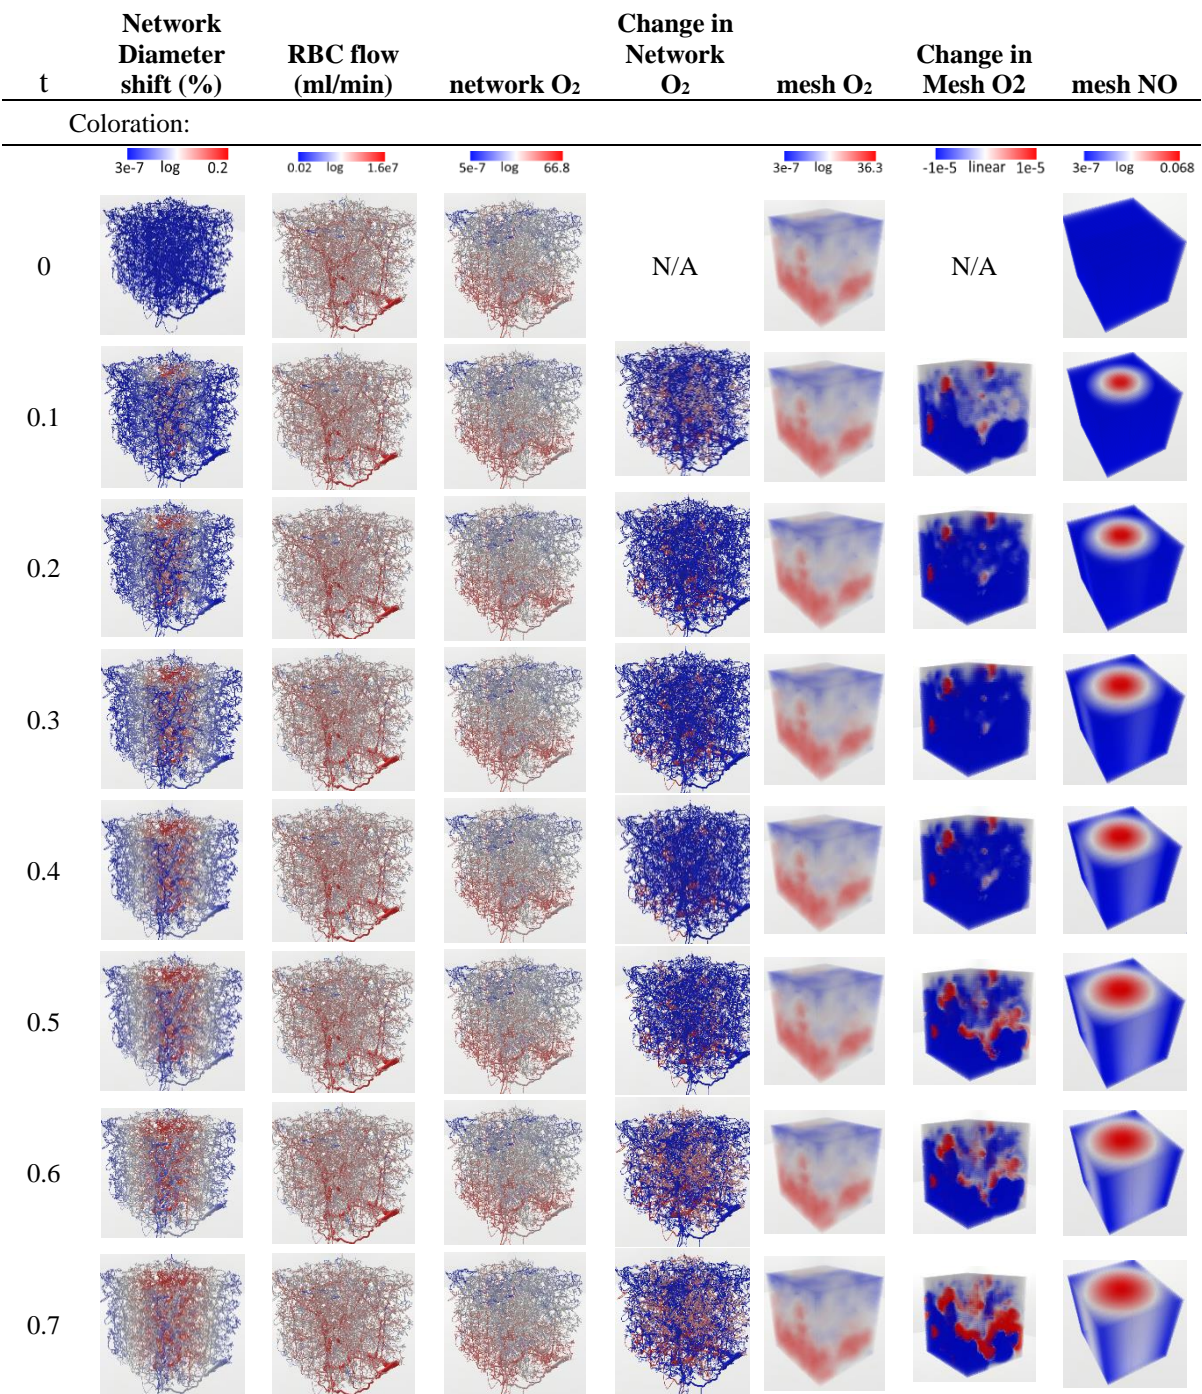 t
Network
Diameter
shift (%)
RBC flow
(ml/min)
network O₂
Change in
Network
O₂
mesh O₂
Change in
Mesh O2
mesh NO
Coloration:
3e-7 log 0.2
0.02 log 1.6e7
5e-7 log 66.8
3e-7 log 36.3
-1e-5 linear 1e-5
3e-7 log 0.068
0
N/A
N/A
0.1
0.2
0.3
0.4
0.5
0.6
0.7